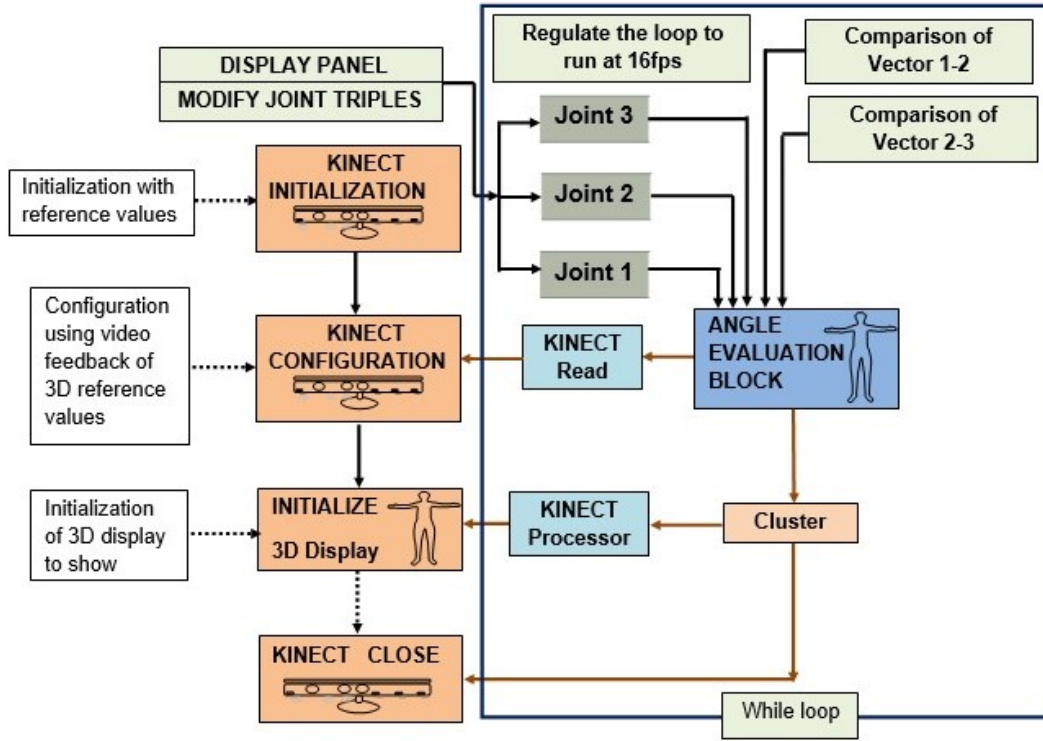 DISPLAY PANEL
MODIFY JOINT TRIPLES
Regulate the loop to
run at 16fps
Comparison of
Vector 1-2
Comparison of
Vector 2-3
Joint 3
Joint 2
Joint 1
Initialization with
reference values
KINECT
INITIALIZATION
Configuration
using video
feedback of
3D reference
values
KINECT
CONFIGURATION
KINECT
Read
ANGLE
EVALUATION
BLOCK
Initialization
of 3D display
to show
INITIALIZE
3D Display
KINECT
Processor
Cluster
KINECT CLOSE
While loop